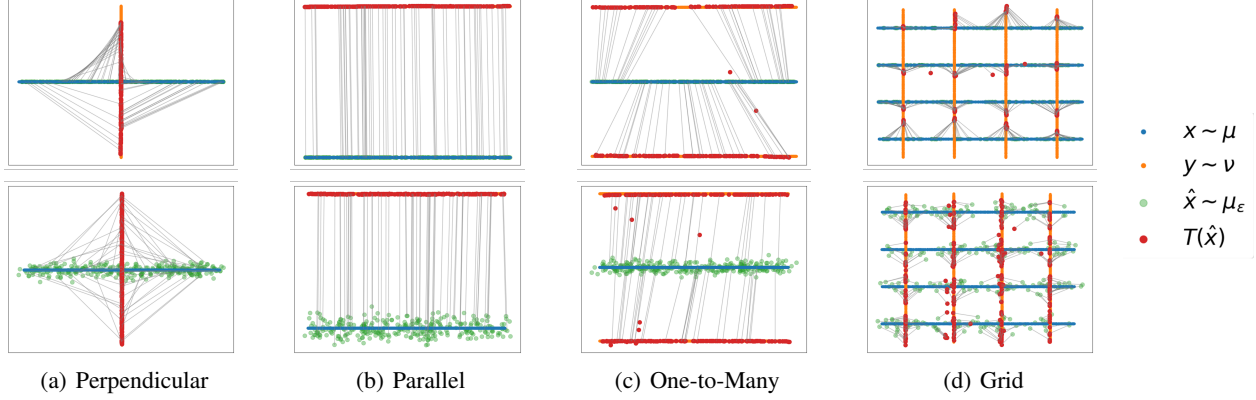 x ~ μ
y ~ ν
x̂ ~ μ_ε
T(x̂)
(a) Perpendicular
(b) Parallel
(c) One-to-Many
(d) Grid